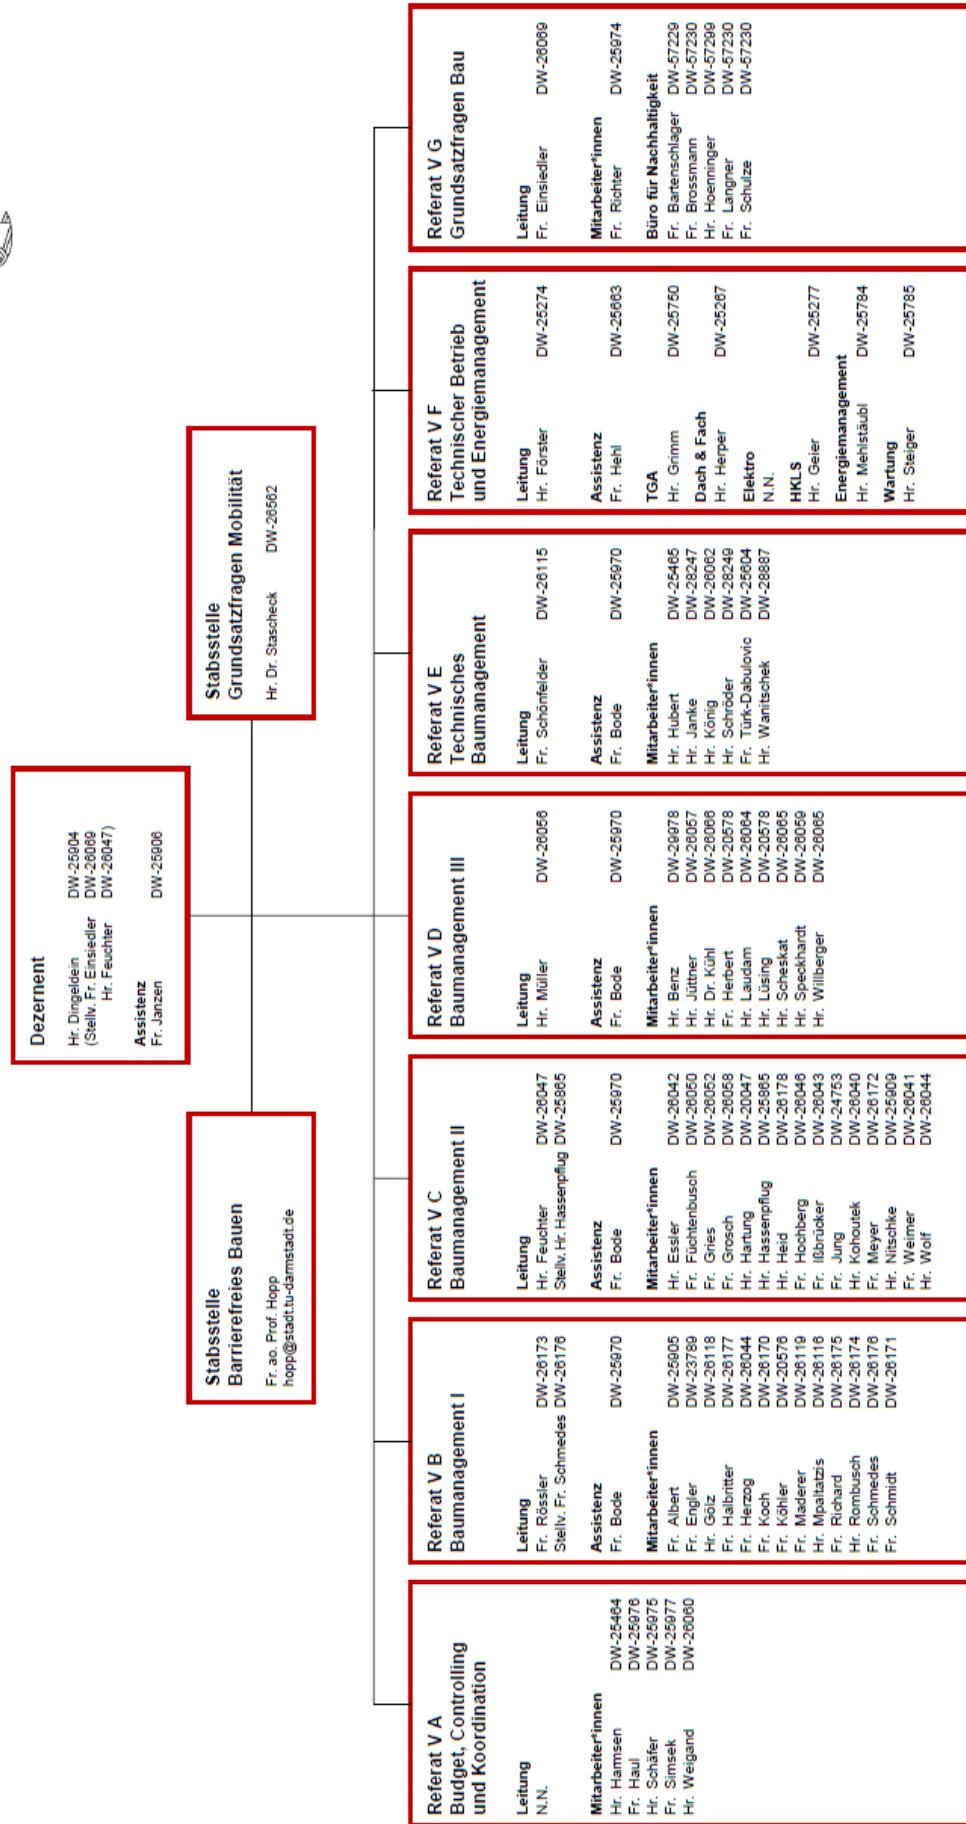 Dezernent
Hr. Dingeldein DW-25904
(Stellv. Fr. Einsiedler DW-26069
Hr. Feuchter DW-26047)
Assistenz
Fr. Janzen DW-25906
Stabsstelle
Barrierefreies Bauen
Fr. ao. Prof. Hopp
hopp@stadt.tu-darmstadt.de
Stabsstelle
Grundsatzfragen Mobilität
Hr. Dr. Stascheck DW-26562
Referat V A
Budget, Controlling
und Koordination
Leitung
N.N.
Mitarbeiter*innen
Hr. Harmsen DW-25464
Fr. Haul DW-25976
Hr. Schäfer DW-25975
Fr. Simsek DW-25977
Hr. Weigand DW-26060
Referat V B
Baumanagement I
Leitung
Fr. Rössler DW-26173
Stellv. Fr. Schmedes DW-26176
Assistenz
Fr. Bode DW-25970
Mitarbeiter*innen
Fr. Albert DW-25905
Fr. Engler DW-23789
Hr. Gölz DW-26118
Fr. Halbritter DW-26177
Fr. Herzog DW-26044
Fr. Koch DW-26170
Fr. Köhler DW-20576
Fr. Maderer DW-26119
Hr. Mpaltatzis DW-26116
Fr. Richard DW-26175
Hr. Rombusch DW-26174
Fr. Schmedes DW-26176
Fr. Schmidt DW-26171
Referat V C
Baumanagement II
Leitung
Hr. Feuchter DW-26047
Stellv. Hr. Hassenpflug DW-25865
Assistenz
Fr. Bode DW-25970
Mitarbeiter*innen
Hr. Essler DW-26042
Fr. Füchtenbusch DW-26050
Fr. Gries DW-26052
Fr. Grosch DW-26058
Hr. Hartung DW-20047
Hr. Hassenpflug DW-25865
Hr. Heid DW-26178
Fr. Hochberg DW-26046
Fr. Ißbrücker DW-26043
Fr. Jung DW-24753
Hr. Kohoutek DW-26040
Fr. Meyer DW-26172
Hr. Nitschke DW-25909
Fr. Weimer DW-26041
Hr. Wolf DW-26044
Referat V D
Baumanagement III
Leitung
Hr. Müller DW-26056
Assistenz
Fr. Bode DW-25970
Mitarbeiter*innen
Hr. Benz DW-29978
Hr. Jüttner DW-26057
Hr. Dr. Kühl DW-26066
Fr. Herbert DW-20578
Hr. Laudam DW-26064
Hr. Lüsing DW-20578
Hr. Scheskat DW-26065
Hr. Speckhardt DW-26059
Hr. Willberger DW-26065
Referat V E
Technisches
Baumanagement
Leitung
Fr. Schönfelder DW-26115
Assistenz
Fr. Bode DW-25970
Mitarbeiter*innen
Hr. Hubert DW-25465
Hr. Janke DW-28247
Hr. König DW-26062
Hr. Schröder DW-28249
Fr. Türk-Dabulovic DW-25604
Hr. Wanitschek DW-28887
Referat V F
Technischer Betrieb
und Energiemanagement
Leitung
Hr. Förster DW-25274
Assistenz
Fr. Hehl DW-25663
TGA
Hr. Grimm DW-25750
Dach & Fach
Hr. Herper DW-25267
Elektro
N.N.
HKLS
Hr. Geier DW-25277
Energiemanagement
Hr. Mehlstäubl DW-25784
Wartung
Hr. Steiger DW-25785
Referat V G
Grundsatzfragen Bau
Leitung
Fr. Einsiedler DW-26069
Mitarbeiter*innen
Fr. Richter DW-25974
Büro für Nachhaltigkeit
Fr. Bartenschlager DW-57229
Fr. Brossmann DW-57230
Hr. Hoenninger DW-57299
Fr. Langner DW-57230
Fr. Schulze DW-57230